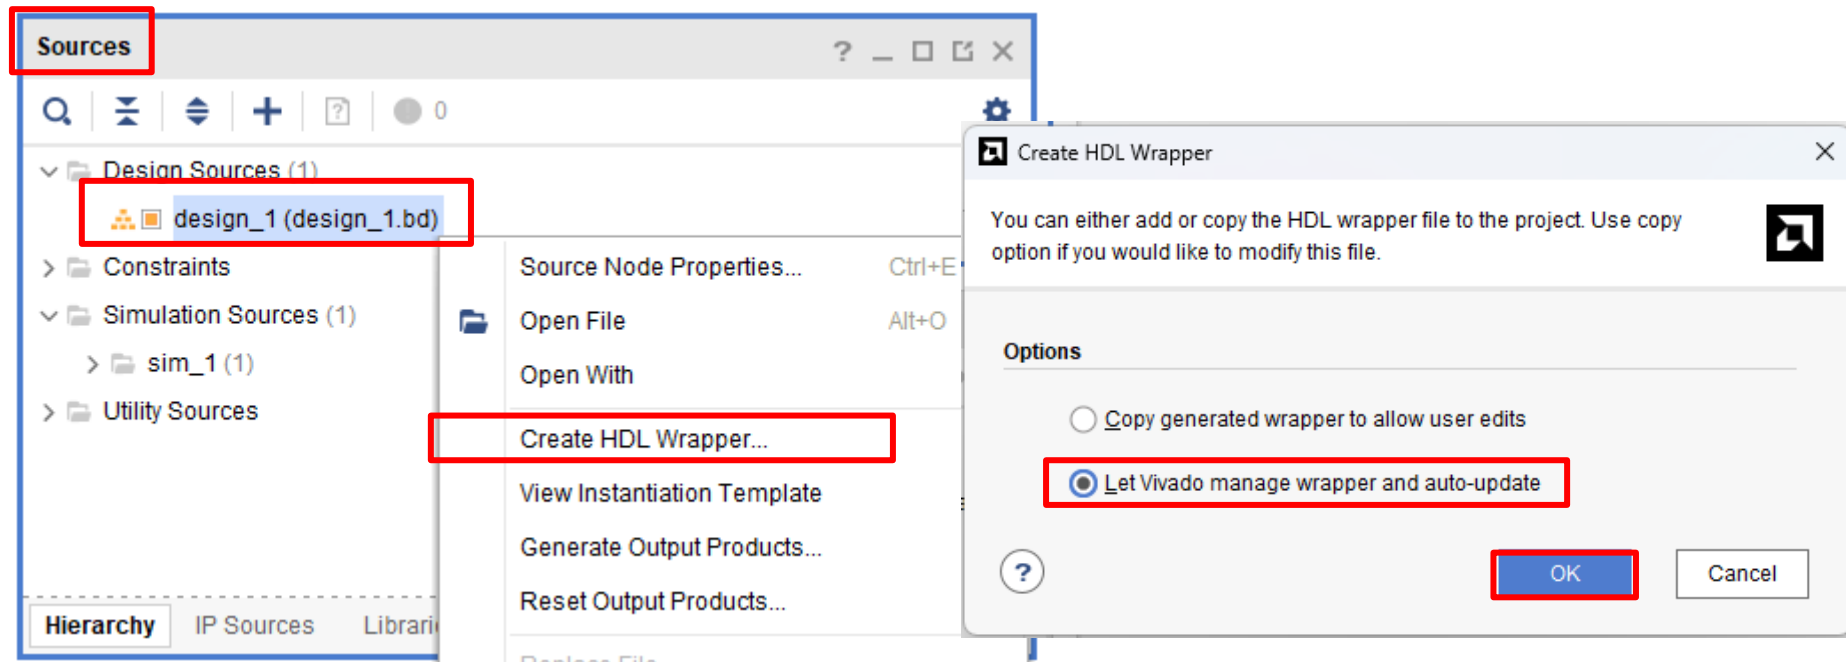 Sources
0
Design Sources (1)
design_1 (design_1.bd)
Constraints
Simulation Sources (1)
sim_1 (1)
Utility Sources
Hierarchy
IP Sources
Source Node Properties...
Ctrl+E
Open File
Alt+O
Open With
Create HDL Wrapper...
View Instantiation Template
Generate Output Products...
Reset Output Products...
Replace File
Create HDL Wrapper
You can either add or copy the HDL wrapper file to the project. Use copy
option if you would like to modify this file.
Options
Copy generated wrapper to allow user edits
Let Vivado manage wrapper and auto-update
?
OK
Cancel